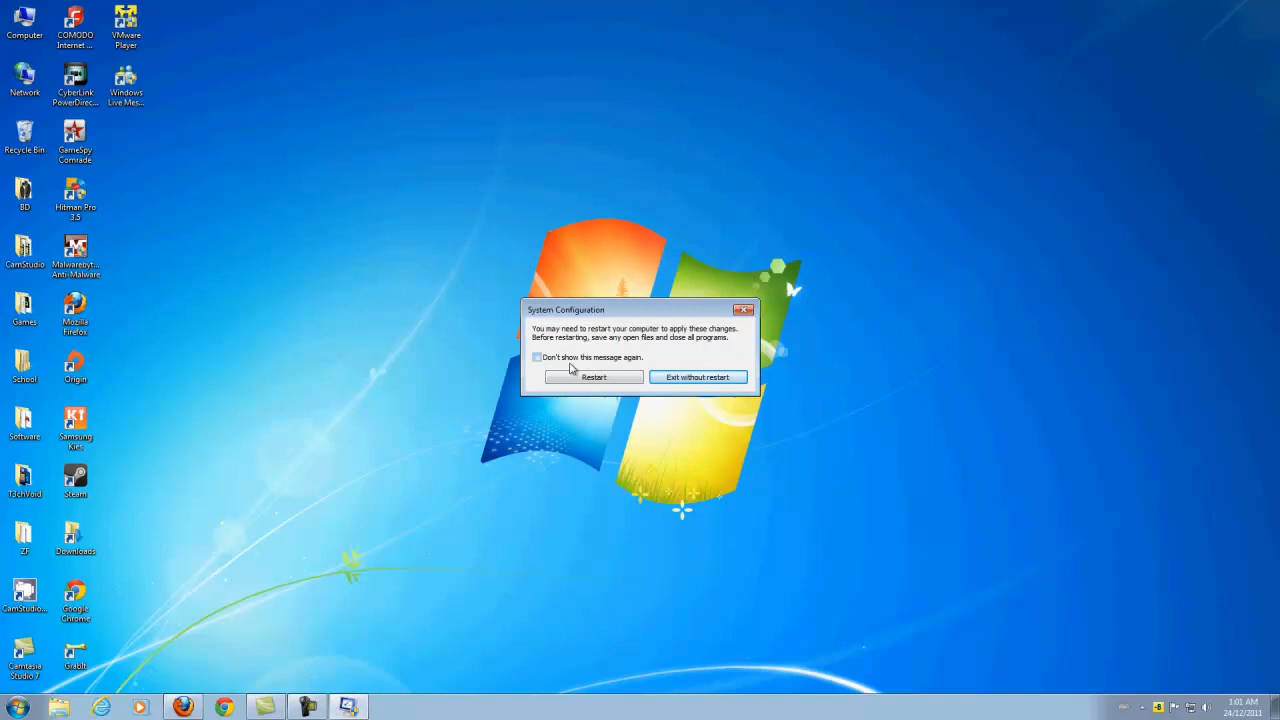 Computer
COMODO
Internet ...
VMware
Player
Network
CyberLink
PowerDirec...
Windows
Live Mes...
Recycle Bin
GameSpy
Comrade
BD
Hitman Pro
3.5
CamStudio
Malwarebyt...
Anti-Malware
Games
Mozilla
Firefox
School
Origin
Software
Samsung
Kies
T3chVoid
Steam
ZF
Downloads
CamStudio...
Google
Chrome
Camtasia
Studio 7
GrabIt
System Configuration
You may need to restart your computer to apply these changes.
Before restarting, save any open files and close all programs.
Don't show this message again.
Restart
Exit without restart
1:01 AM
24/12/2011